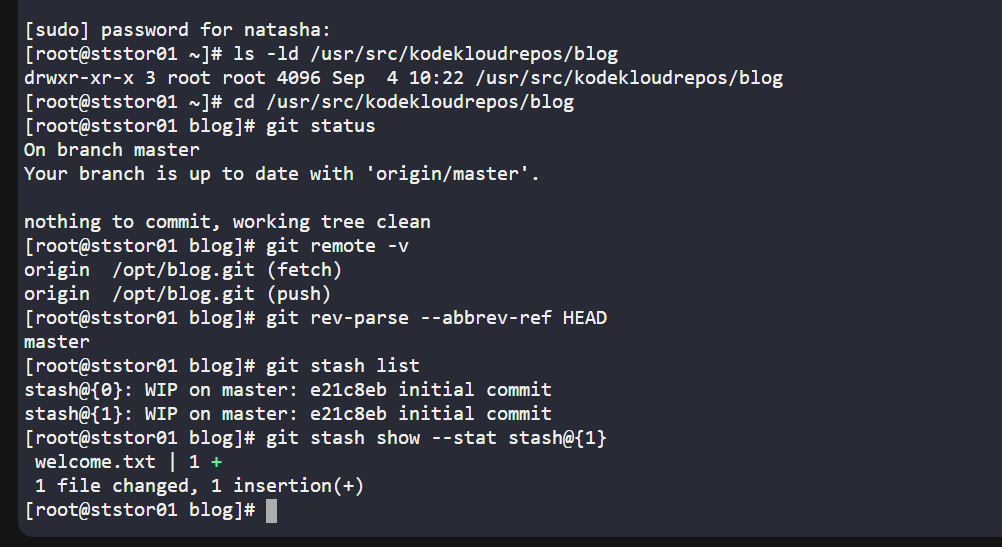 [sudo] password for natasha:
[root@ststor01 ~]# ls -ld /usr/src/kodekloudrepos/blog
drwxr-xr-x 3 root root 4096 Sep  4 10:22 /usr/src/kodekloudrepos/blog
[root@ststor01 ~]# cd /usr/src/kodekloudrepos/blog
[root@ststor01 blog]# git status
On branch master
Your branch is up to date with 'origin/master'.
nothing to commit, working tree clean
[root@ststor01 blog]# git remote -v
origin  /opt/blog.git (fetch)
origin  /opt/blog.git (push)
[root@ststor01 blog]# git rev-parse --abbrev-ref HEAD
master
[root@ststor01 blog]# git stash list
stash@{0}: WIP on master: e21c8eb initial commit
stash@{1}: WIP on master: e21c8eb initial commit
[root@ststor01 blog]# git stash show --stat stash@{1}
 welcome.txt | 1 +
 1 file changed, 1 insertion(+)
[root@ststor01 blog]#